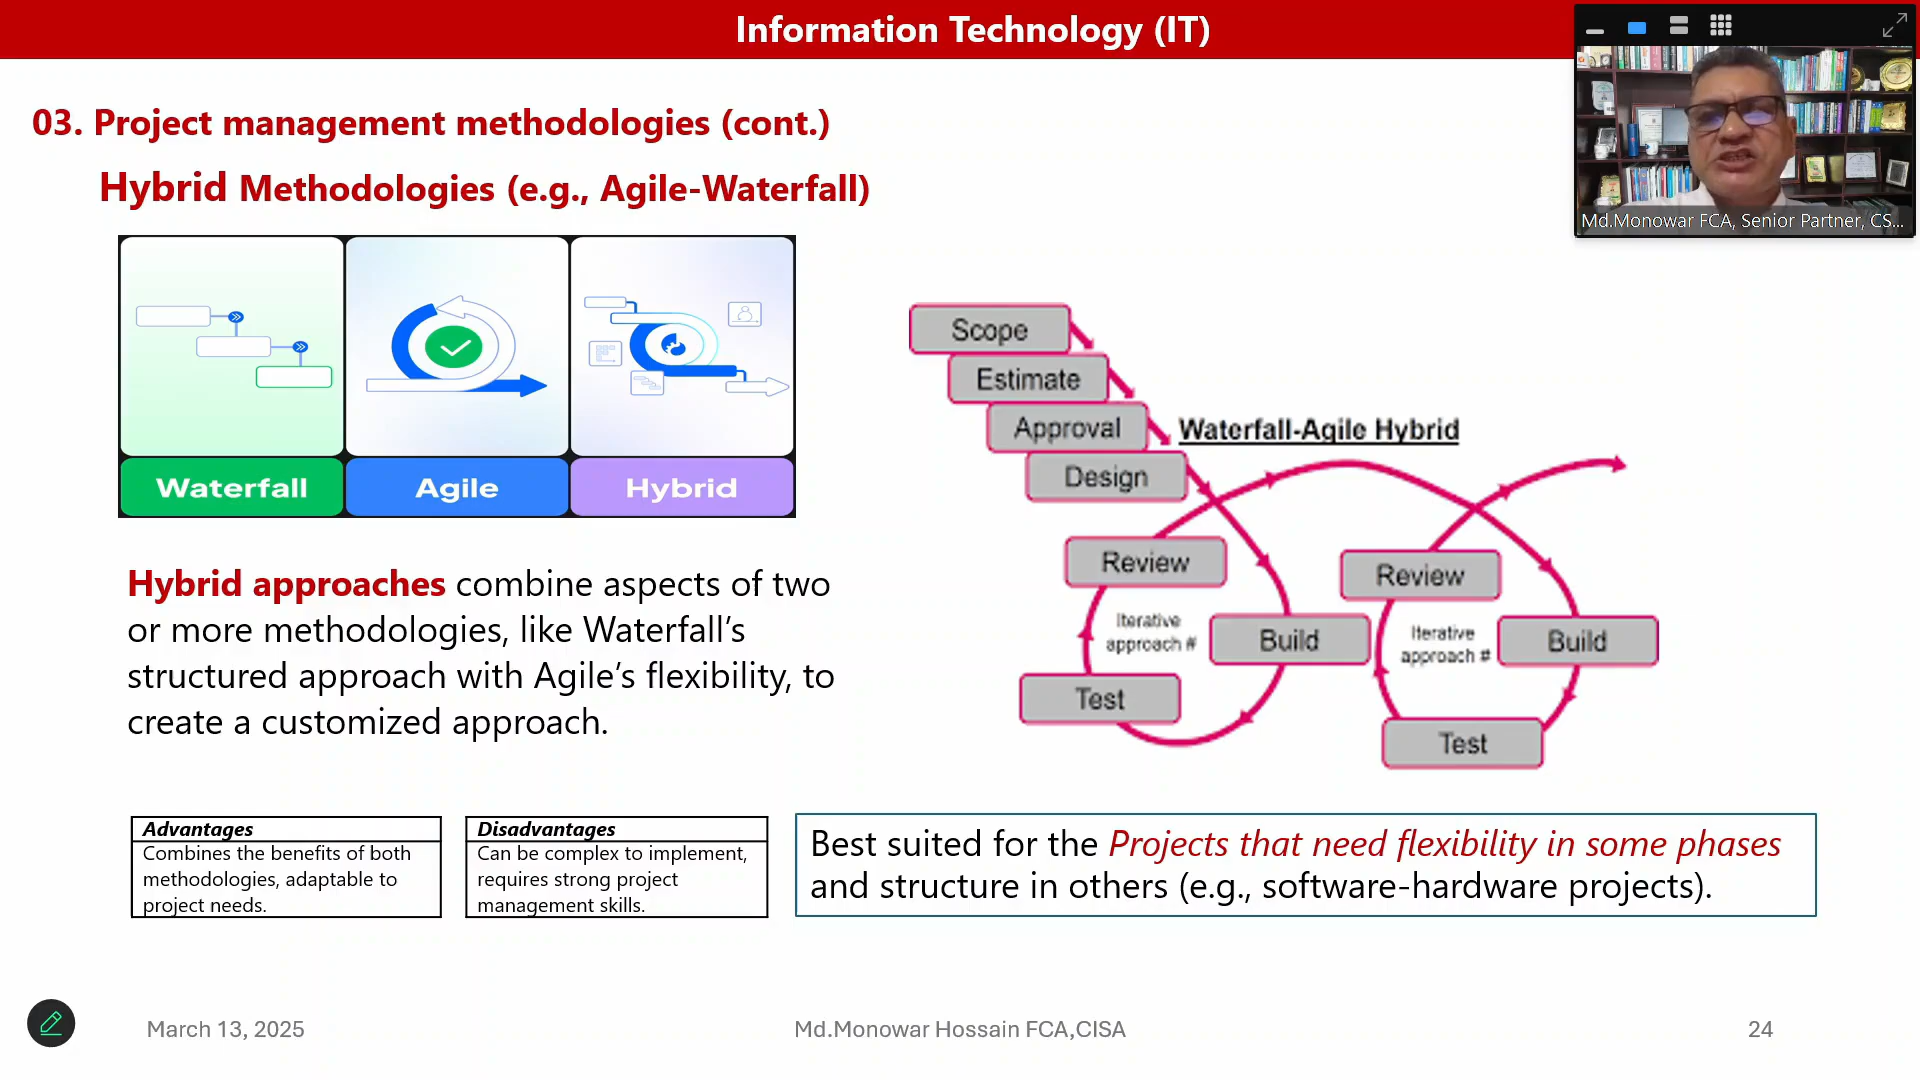 Information Technology (IT)
03. Project management methodologies (cont.)
Hybrid Methodologies (e.g., Agile-Waterfall)
Md.Monowar FCA, Senior Partner, CS...
Waterfall
Agile
Hybrid
Scope
Estimate
Approval
Design
Waterfall-Agile Hybrid
Review
Iterative
approach #
Build
Test
Review
Iterative
approach #
Build
Test
Hybrid approaches combine aspects of two
or more methodologies, like Waterfall’s
structured approach with Agile’s flexibility, to
create a customized approach.
Advantages
Combines the benefits of both
methodologies, adaptable to
project needs.
Disadvantages
Can be complex to implement,
requires strong project
management skills.
Best suited for the Projects that need flexibility in some phases
and structure in others (e.g., software-hardware projects).
March 13, 2025
Md.Monowar Hossain FCA,CISA
24